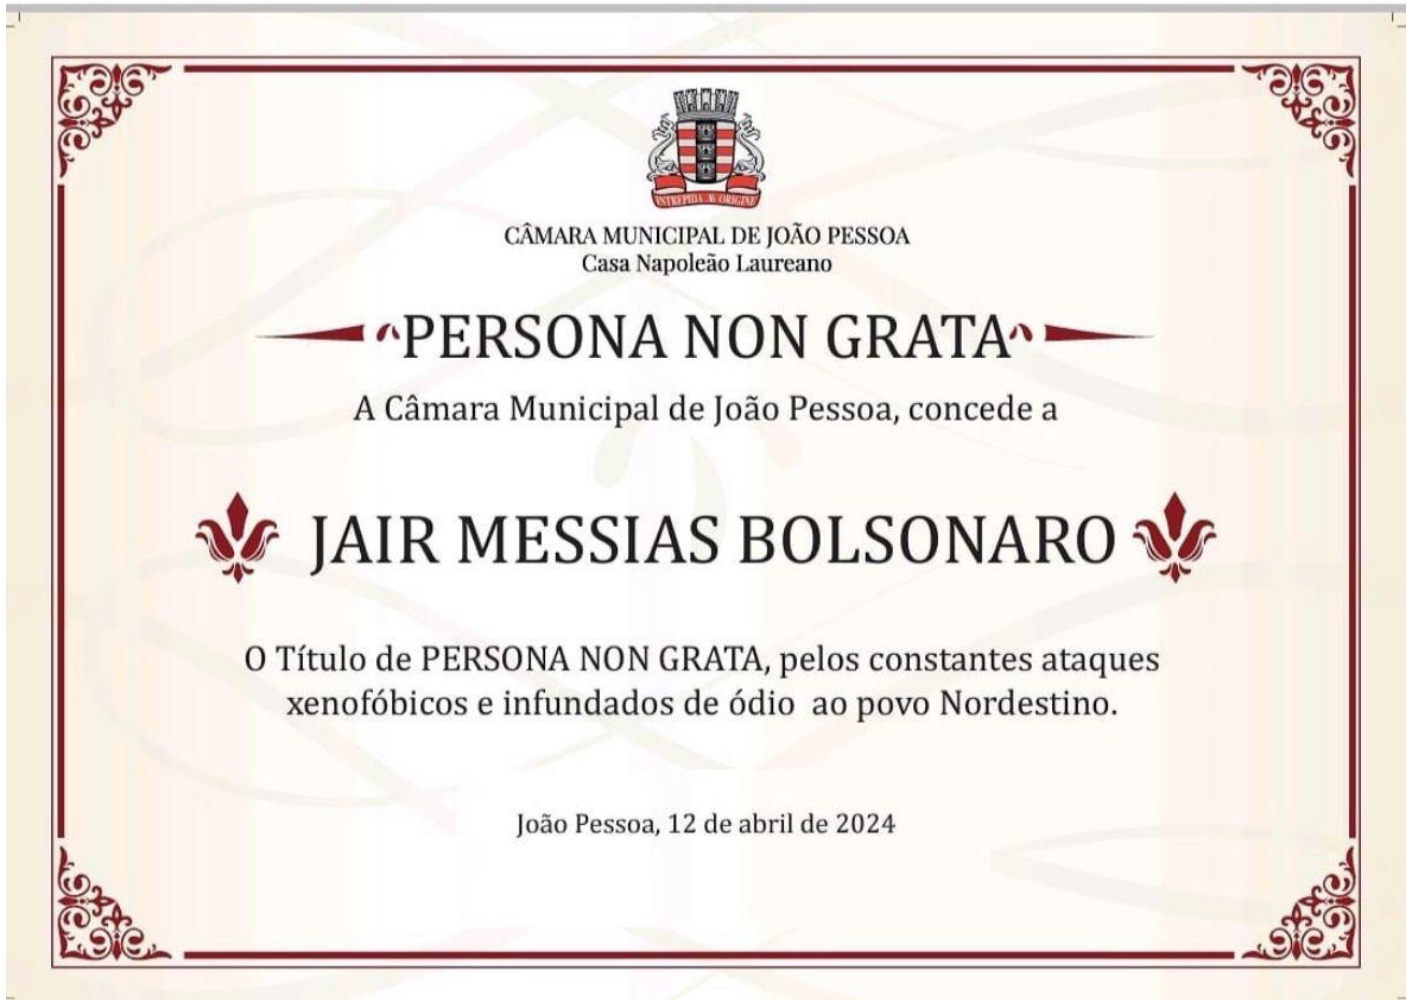 INTREPIDA AB ORIGINE
CÂMARA MUNICIPAL DE JOÃO PESSOA
Casa Napoleão Laureano
PERSONA NON GRATA
A Câmara Municipal de João Pessoa, concede a
JAIR MESSIAS BOLSONARO
O Título de PERSONA NON GRATA, pelos constantes ataques
xenofóbicos e infundados de ódio ao povo Nordestino.
João Pessoa, 12 de abril de 2024